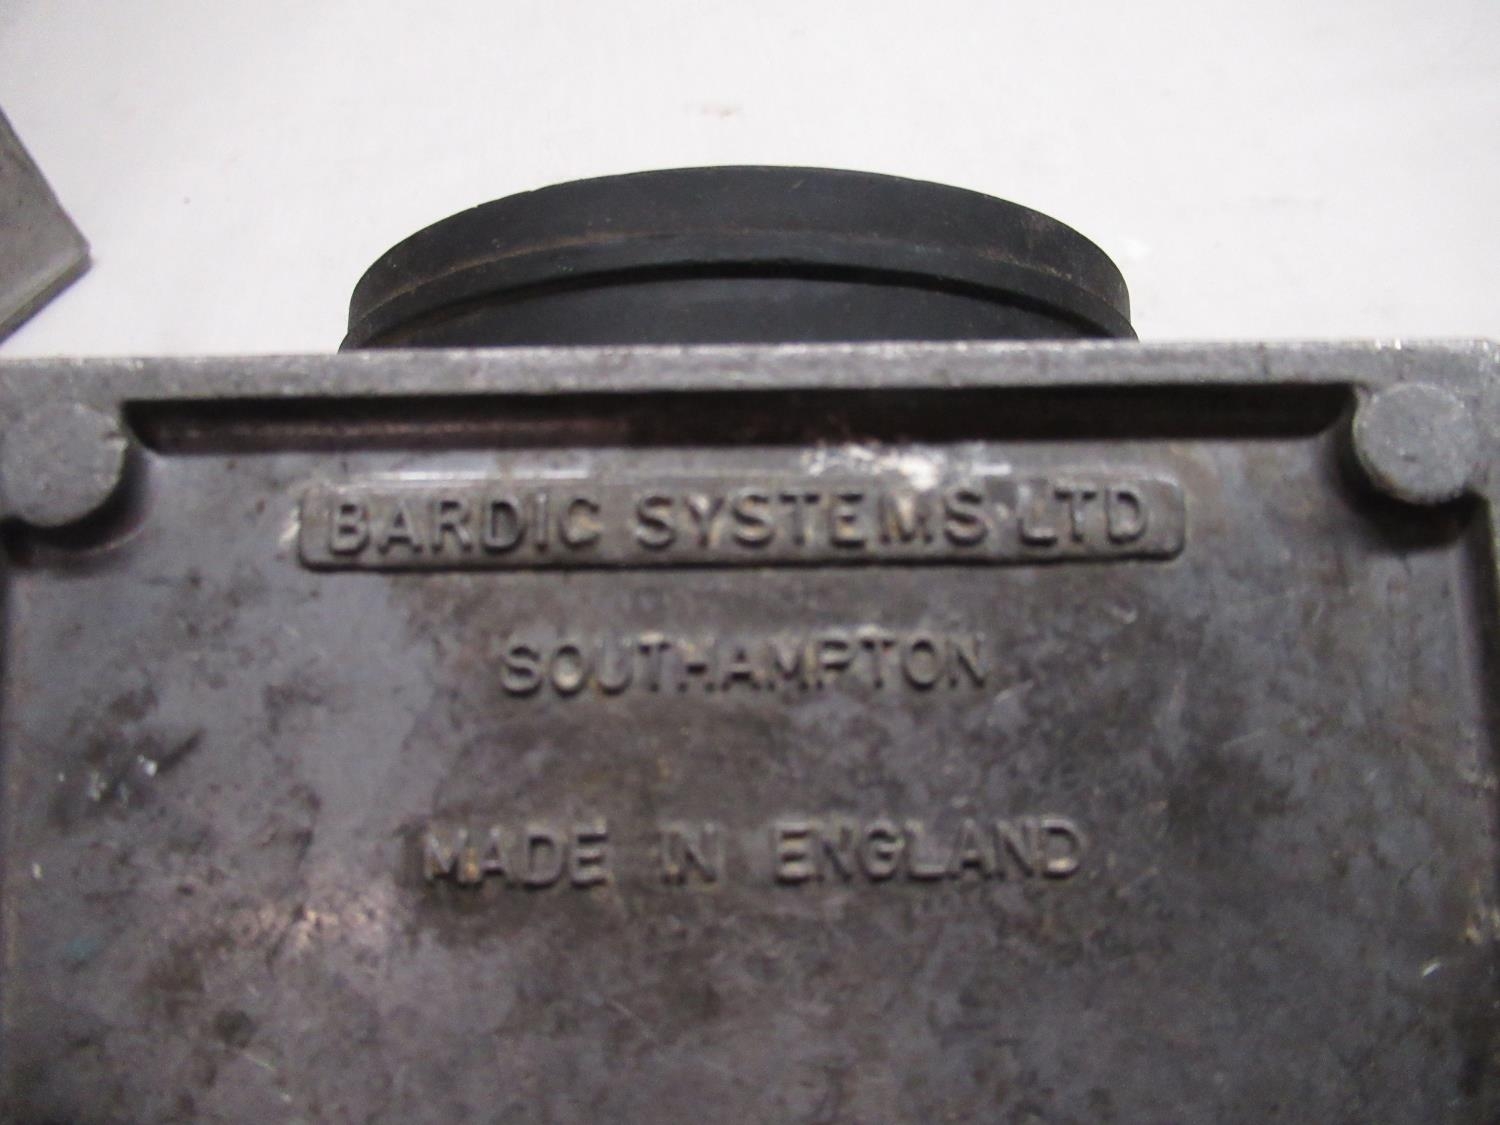 BARDIC SYSTEMS LTD
SOUTHAMPTON
MADE IN ENGLAND